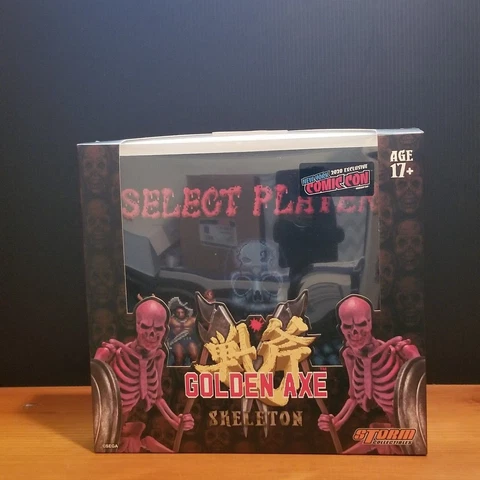 AGE
17+
NEW YORK 2020 EXCLUSIVE
COMIC CON
SELECT PLAYER
戦斧
GOLDEN AXE
SKELETON
©SEGA
STORM
COLLECTIBLES